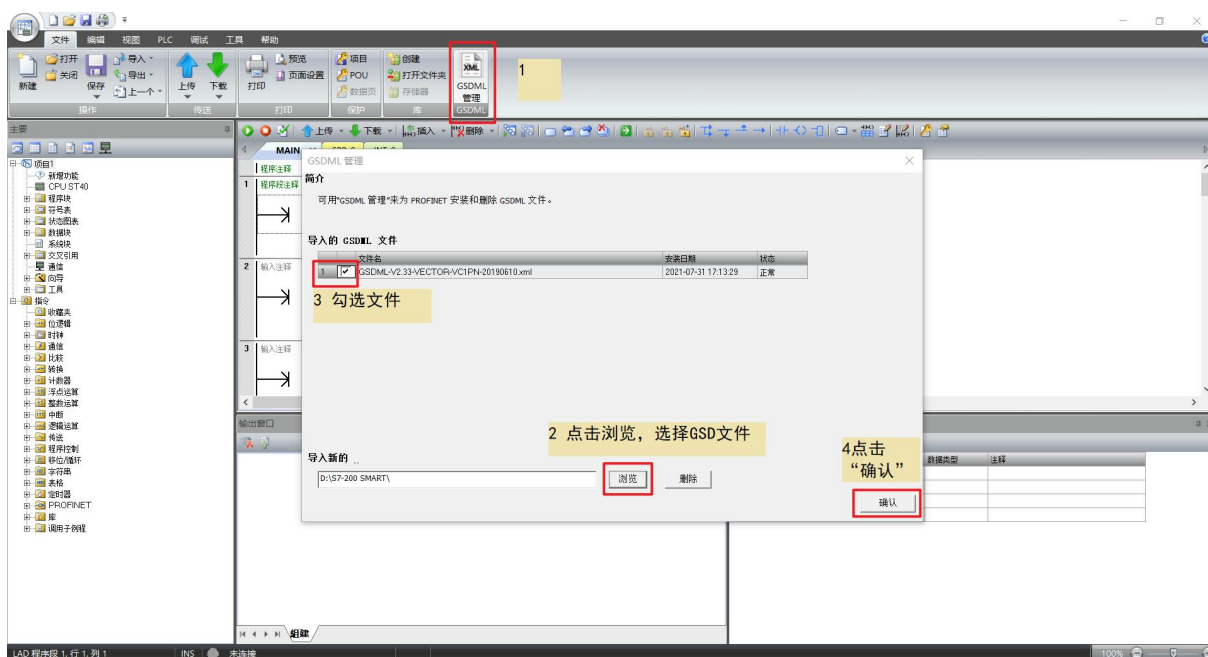 文件 编辑 视图 PLC 调试 工具 帮助
新建
打开
关闭
保存
导入
导出
上一个
上传 下载
打印
预览
页面设置
项目
POU
数据页
创建
打开文件夹
存储器
XML
GSDML
管理
1
操作 传送 打印 保护 库 GSDML
主要
上传 下载 插入 删除
项目1
新增功能
CPU ST40
程序块
符号表
状态图表
数据块
系统块
交叉引用
通信
向导
工具
指令
收藏夹
位逻辑
时钟
通信
比较
转换
计数器
浮点运算
整数运算
中断
逻辑运算
传送
程序控制
移位/循环
字符串
表格
定时器
PROFINET
库
调用子例程
MAIN
程序注释
1 程序段注释
2 输入注释
3 输入注释
GSDML 管理
简介
可用"GSDML 管理"来为 PROFINET 安装和删除 GSDML 文件。
导入的 GSDML 文件
文件名 安装日期 状态
1 GSDML-V2.33-VECTOR-VC1PN-20190610.xml 2021-07-31 17:13:29 正常
3 勾选文件
2 点击浏览，选择GSD文件
导入新的 ..
D:\S7-200 SMART\
浏览 删除
4点击
“确认”
确认
输出窗口
数据类型 注释
组建
LAD 程序段 1, 行 1, 列 1 INS 未连接 100%